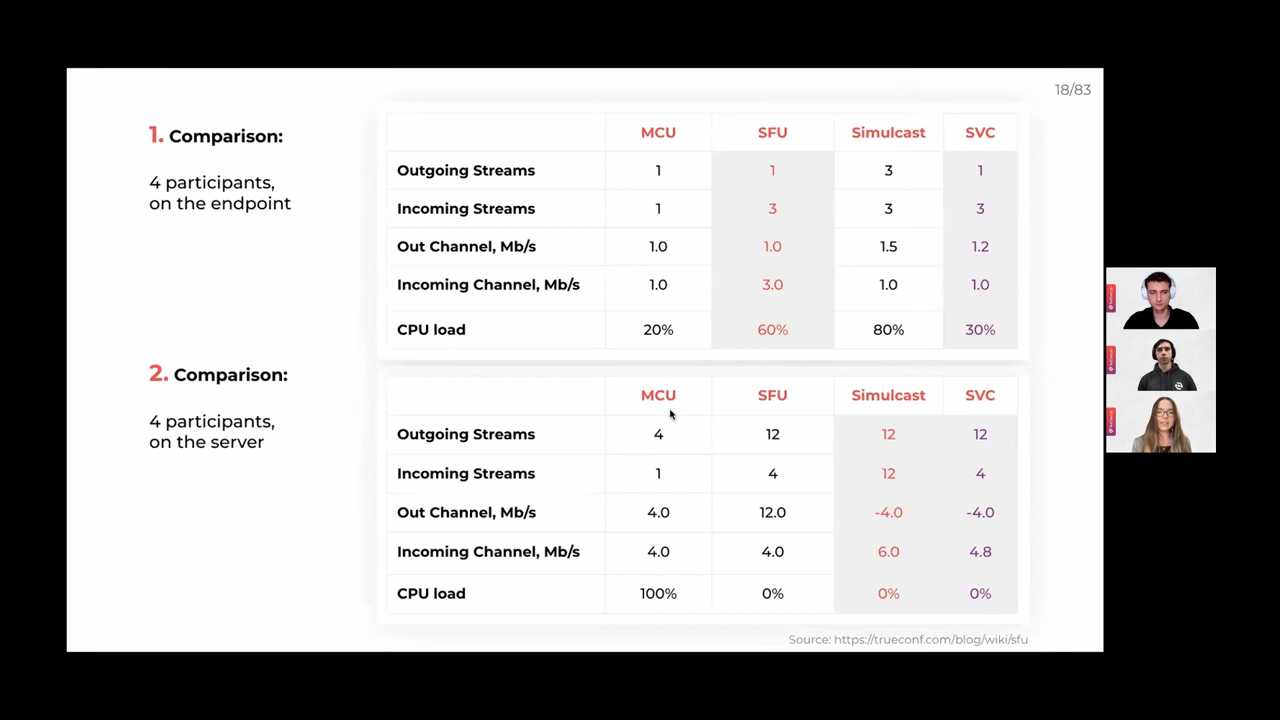 18/83
1. Comparison:
4 participants,
on the endpoint
MCU SFU Simulcast SVC
Outgoing Streams 1 1 3 1
Incoming Streams 1 3 3 3
Out Channel, Mb/s 1.0 1.0 1.5 1.2
Incoming Channel, Mb/s 1.0 3.0 1.0 1.0
CPU load 20% 60% 80% 30%
2. Comparison:
4 participants,
on the server
MCU SFU Simulcast SVC
Outgoing Streams 4 12 12 12
Incoming Streams 1 4 12 4
Out Channel, Mb/s 4.0 12.0 -4.0 -4.0
Incoming Channel, Mb/s 4.0 4.0 6.0 4.8
CPU load 100% 0% 0% 0%
Source: https://trueconf.com/blog/wiki/sfu